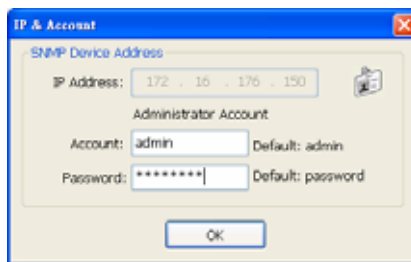 IP & Account
SNMP Device Address
IP Address: 172 . 16 . 176 . 150
Administrator Account
Account: admin Default: admin
Password: ******** Default: password
OK